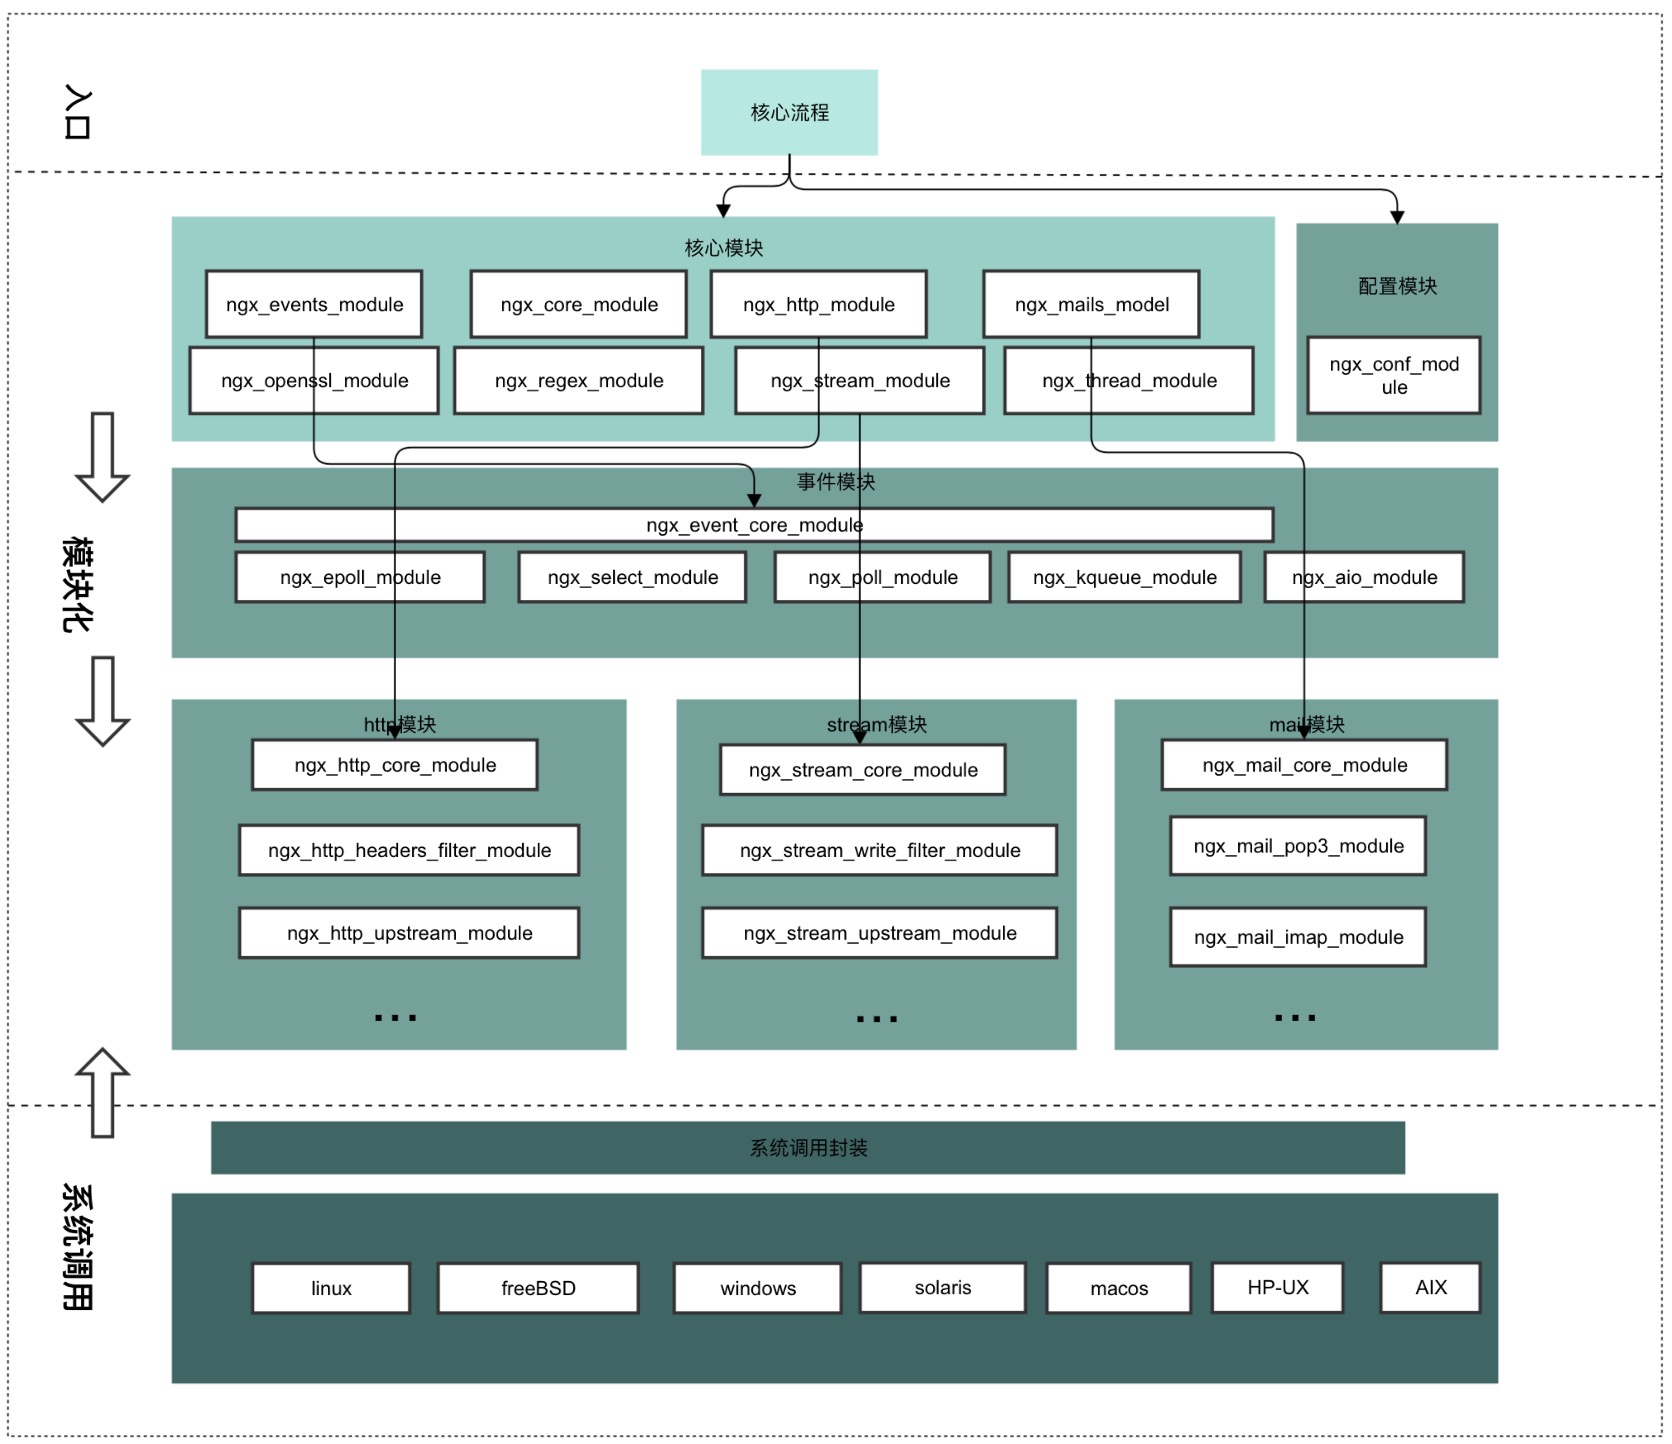 入口
核心流程
核心模块
ngx_events_module
ngx_core_module
ngx_http_module
ngx_mails_model
ngx_openssl_module
ngx_regex_module
ngx_stream_module
ngx_thread_module
配置模块
ngx_conf_mod
ule
模块化
事件模块
ngx_event_core_module
ngx_epoll_module
ngx_select_module
ngx_poll_module
ngx_kqueue_module
ngx_aio_module
http模块
ngx_http_core_module
ngx_http_headers_filter_module
ngx_http_upstream_module
...
stream模块
ngx_stream_core_module
ngx_stream_write_filter_module
ngx_stream_upstream_module
...
mail模块
ngx_mail_core_module
ngx_mail_pop3_module
ngx_mail_imap_module
...
系统调用
系统调用封装
linux
freeBSD
windows
solaris
macos
HP-UX
AIX